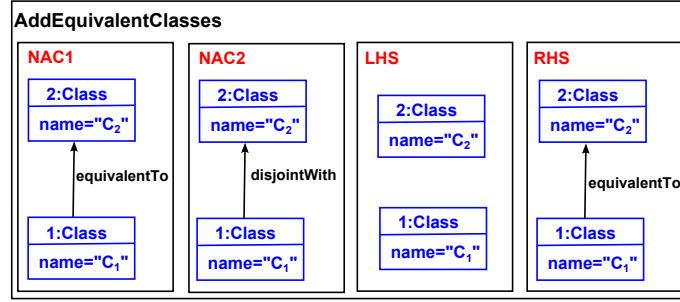 AddEquivalentClasses
NAC1
2:Class
name="C₂"
equivalentTo
1:Class
name="C₁"
NAC2
2:Class
name="C₂"
disjointWith
1:Class
name="C₁"
LHS
2:Class
name="C₂"
1:Class
name="C₁"
RHS
2:Class
name="C₂"
equivalentTo
1:Class
name="C₁"